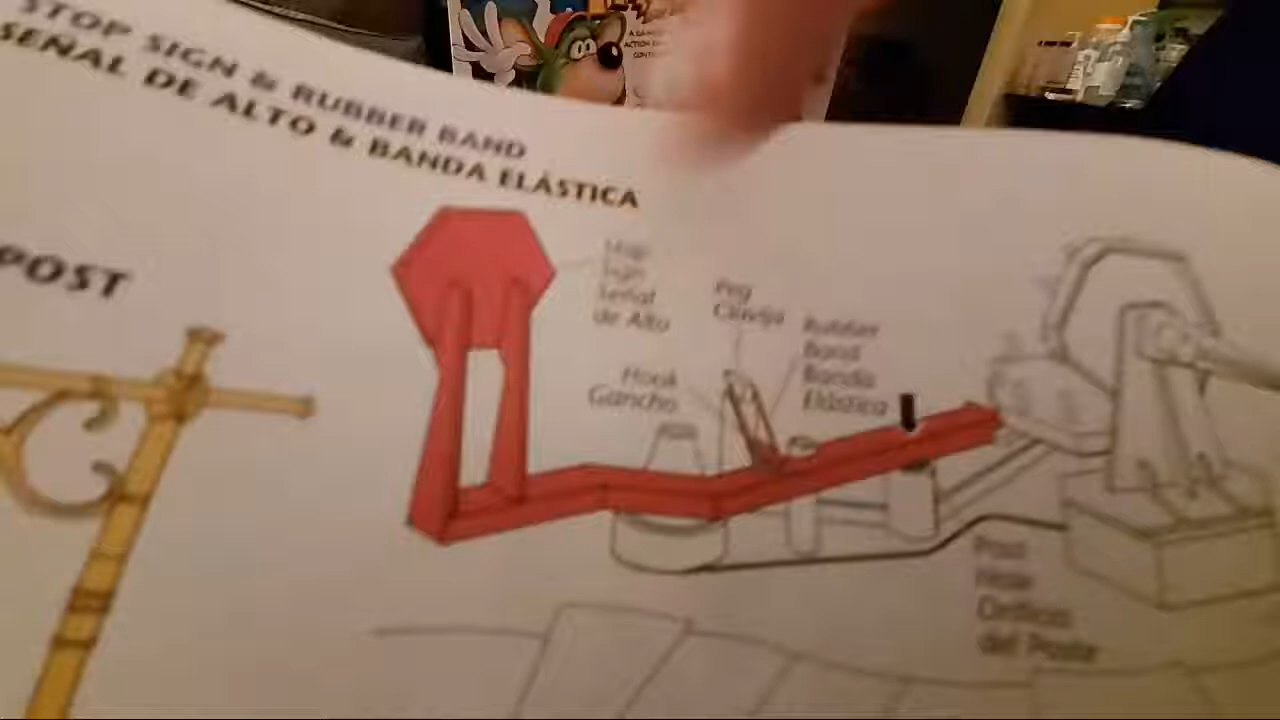 STOP SIGN & RUBBER BAND
SEÑAL DE ALTO & BANDA ELÁSTICA
POST
Stop
Sign
Señal
de Alto
Peg
Clavija
Rubber
Band
Banda
Elástica
Hook
Gancho
Post
Hole
Orificio
del Poste